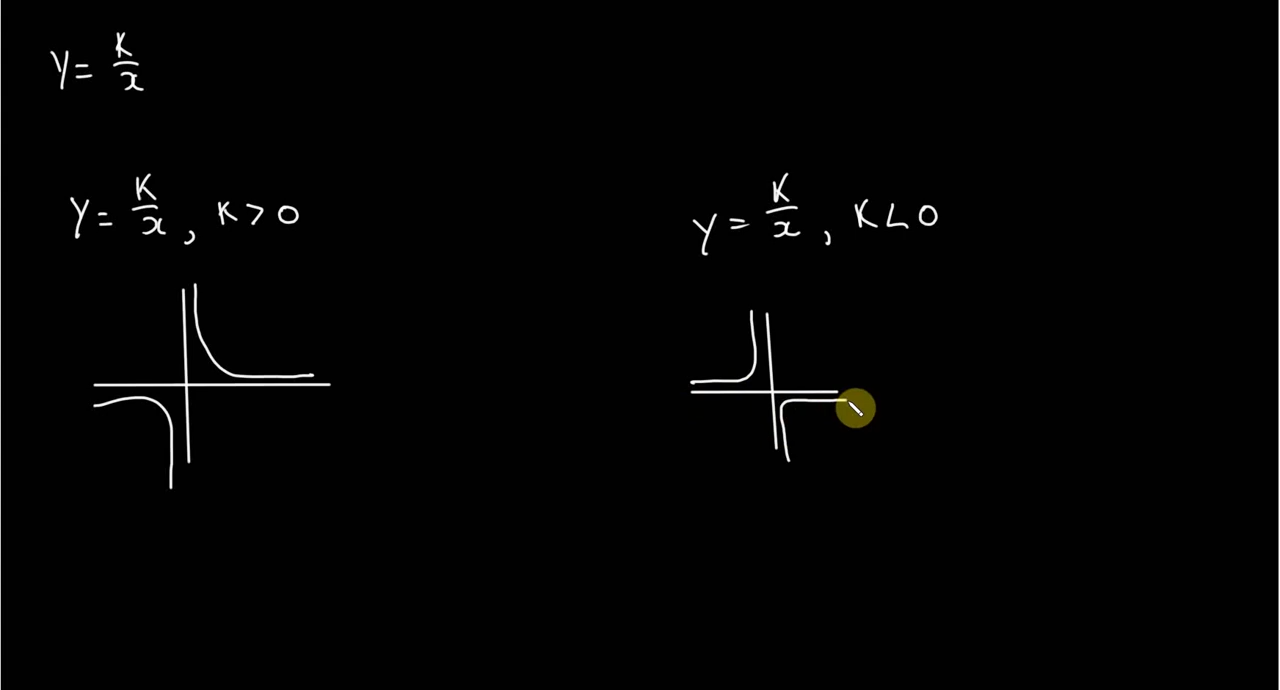 y = K/x
y = K/x , K > 0
y = K/x , K < 0